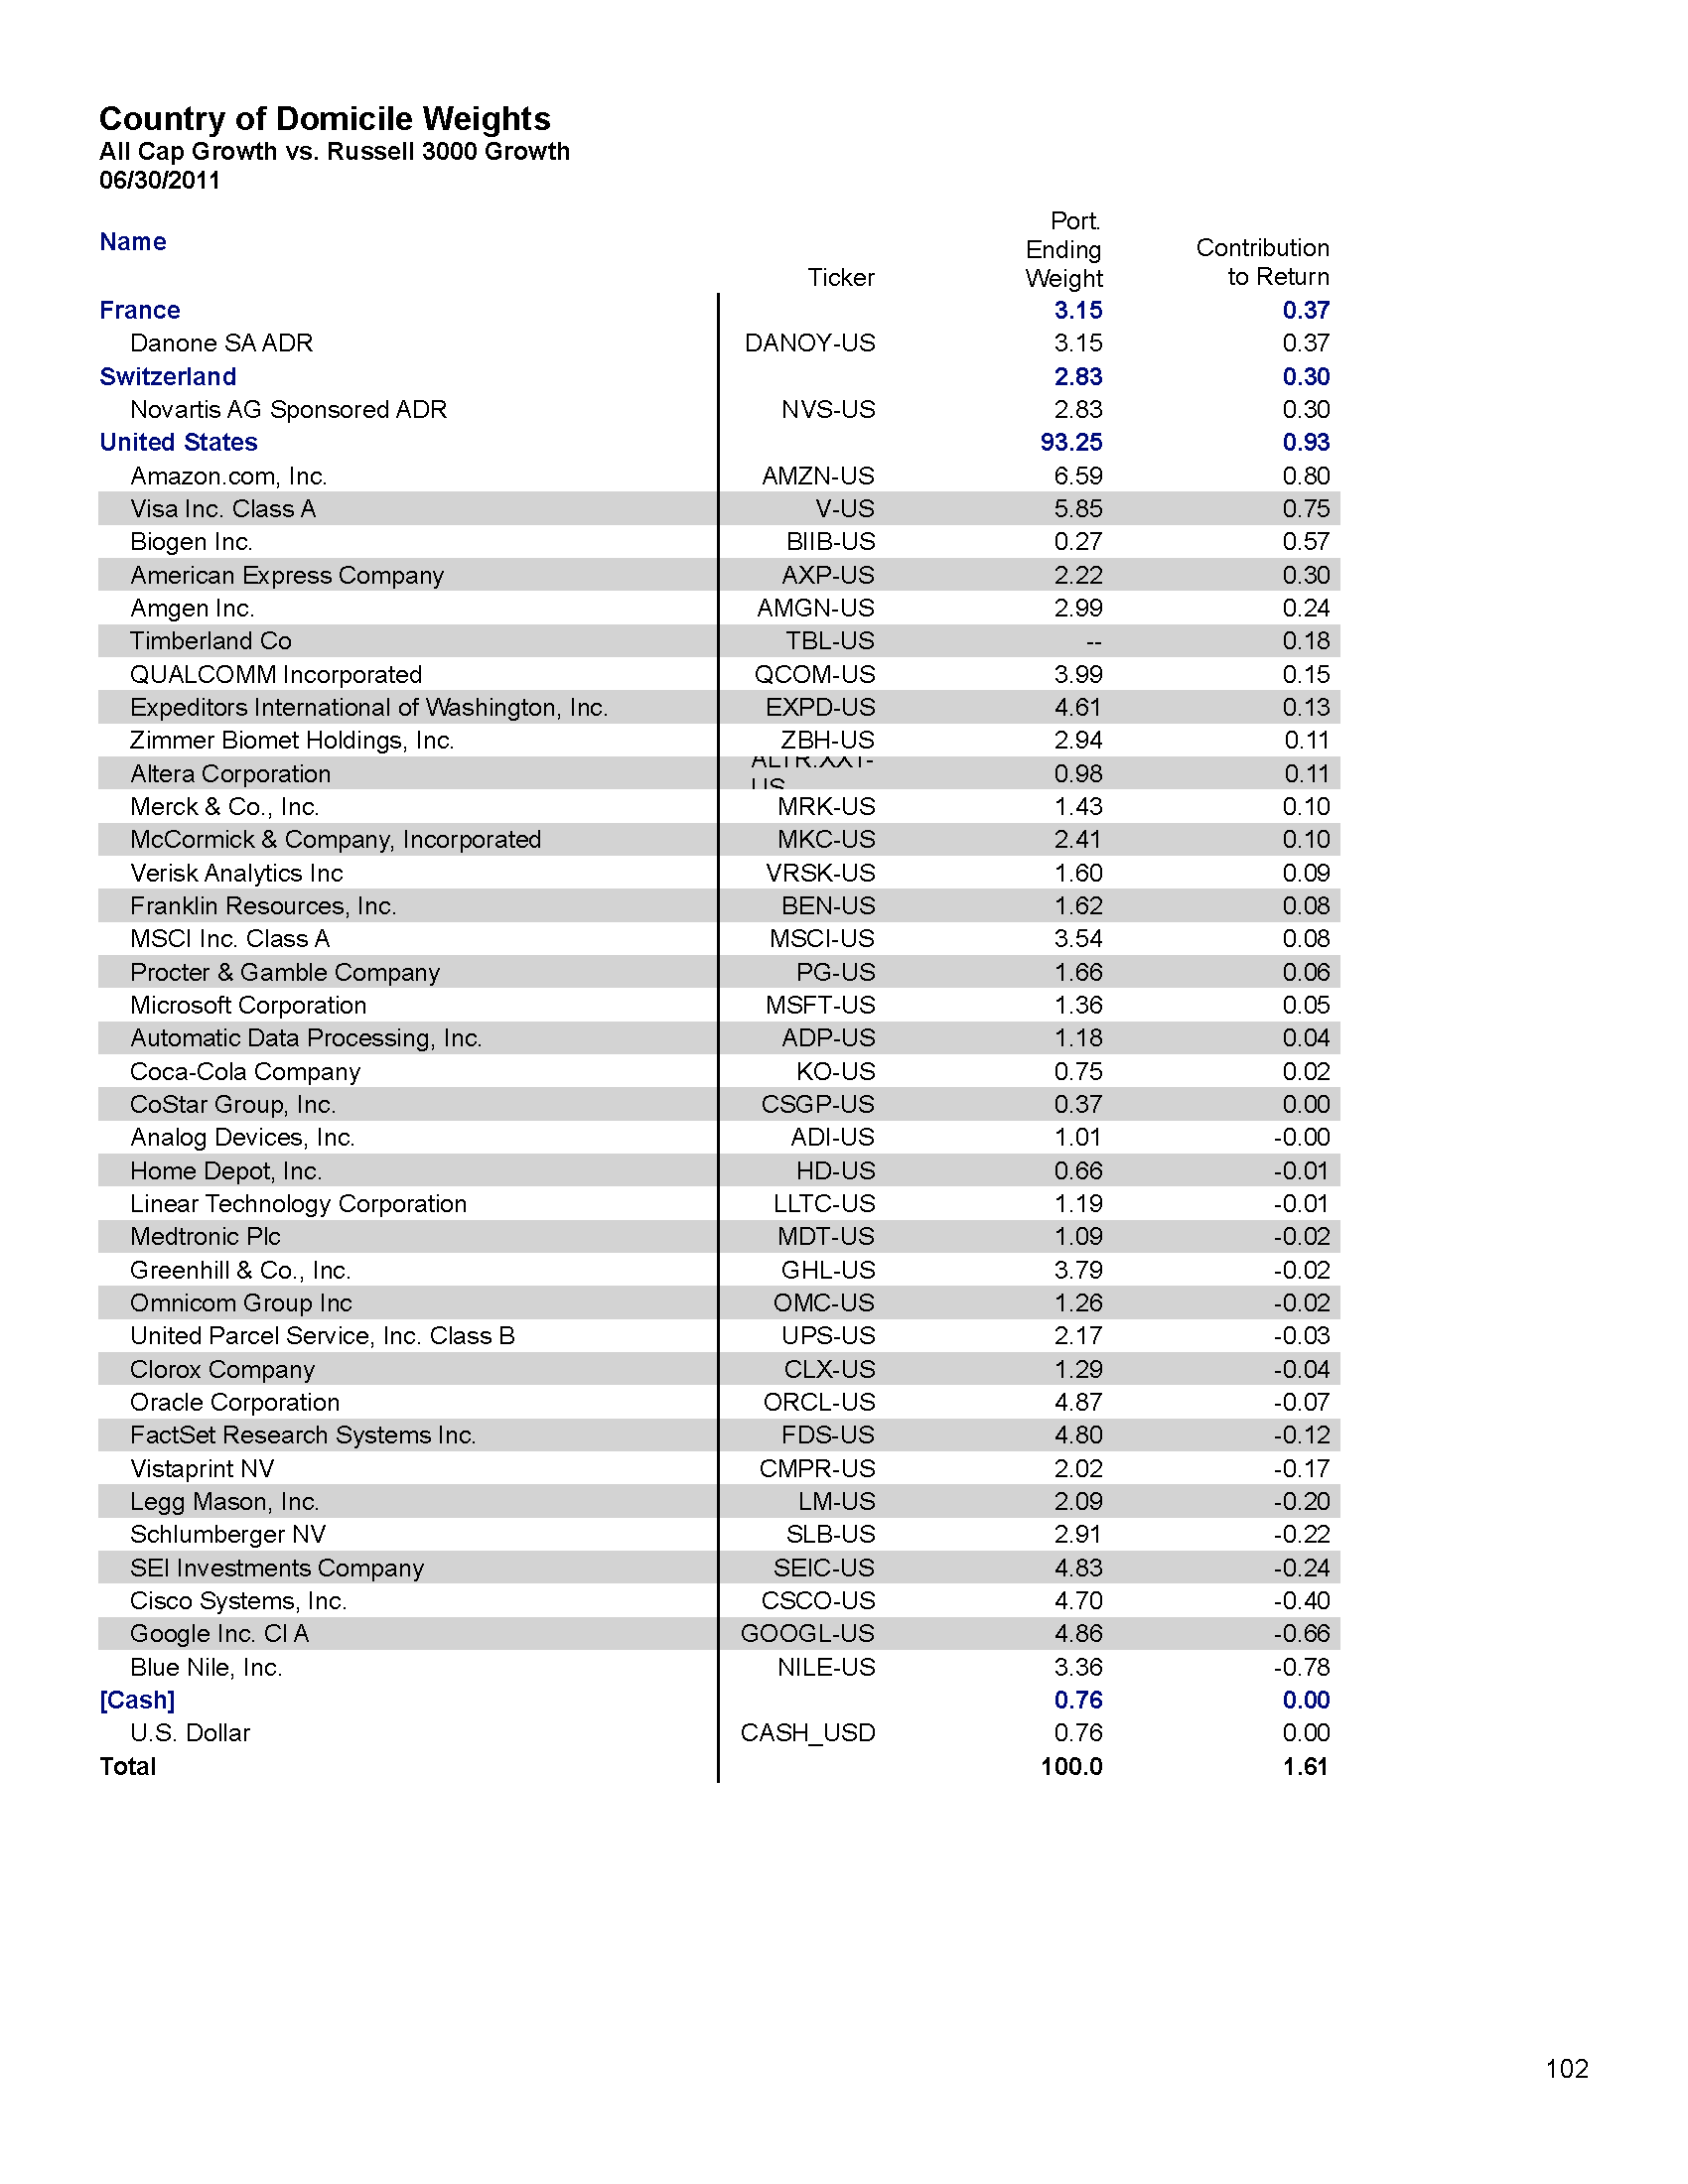 Country of Domicile Weights
All Cap Growth vs. Russell 3000 Growth
06/30/2011
Name Ticker Port. Ending Weight Contribution to Return
France 3.15 0.37
Danone SA ADR DANOY-US 3.15 0.37
Switzerland 2.83 0.30
Novartis AG Sponsored ADR NVS-US 2.83 0.30
United States 93.25 0.93
Amazon.com, Inc. AMZN-US 6.59 0.80
Visa Inc. Class A V-US 5.85 0.75
Biogen Inc. BIIB-US 0.27 0.57
American Express Company AXP-US 2.22 0.30
Amgen Inc. AMGN-US 2.99 0.24
Timberland Co TBL-US -- 0.18
QUALCOMM Incorporated QCOM-US 3.99 0.15
Expeditors International of Washington, Inc. EXPD-US 4.61 0.13
Zimmer Biomet Holdings, Inc. ZBH-US 2.94 0.11
Altera Corporation 0.98 0.11
Merck & Co., Inc. MRK-US 1.43 0.10
McCormick & Company, Incorporated MKC-US 2.41 0.10
Verisk Analytics Inc VRSK-US 1.60 0.09
Franklin Resources, Inc. BEN-US 1.62 0.08
MSCI Inc. Class A MSCI-US 3.54 0.08
Procter & Gamble Company PG-US 1.66 0.06
Microsoft Corporation MSFT-US 1.36 0.05
Automatic Data Processing, Inc. ADP-US 1.18 0.04
Coca-Cola Company KO-US 0.75 0.02
CoStar Group, Inc. CSGP-US 0.37 0.00
Analog Devices, Inc. ADI-US 1.01 -0.00
Home Depot, Inc. HD-US 0.66 -0.01
Linear Technology Corporation LLTC-US 1.19 -0.01
Medtronic Plc MDT-US 1.09 -0.02
Greenhill & Co., Inc. GHL-US 3.79 -0.02
Omnicom Group Inc OMC-US 1.26 -0.02
United Parcel Service, Inc. Class B UPS-US 2.17 -0.03
Clorox Company CLX-US 1.29 -0.04
Oracle Corporation ORCL-US 4.87 -0.07
FactSet Research Systems Inc. FDS-US 4.80 -0.12
Vistaprint NV CMPR-US 2.02 -0.17
Legg Mason, Inc. LM-US 2.09 -0.20
Schlumberger NV SLB-US 2.91 -0.22
SEI Investments Company SEIC-US 4.83 -0.24
Cisco Systems, Inc. CSCO-US 4.70 -0.40
Google Inc. Cl A GOOGL-US 4.86 -0.66
Blue Nile, Inc. NILE-US 3.36 -0.78
[Cash] 0.76 0.00
U.S. Dollar CASH_USD 0.76 0.00
Total 100.0 1.61
102